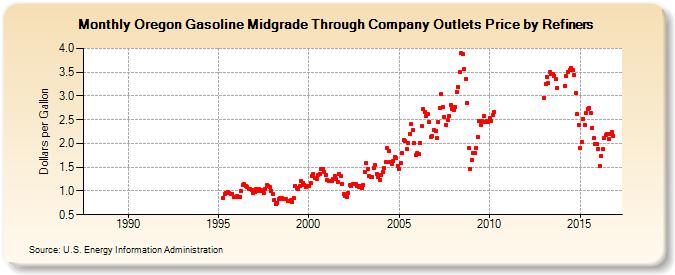 Monthly Oregon Gasoline Midgrade Through Company Outlets Price by Refiners
Dollars per Gallon
4.0
3.5
3.0
2.5
2.0
1.5
1.0
0.5
1990 1995 2000 2005 2010 2015
Source: U.S. Energy Information Administration